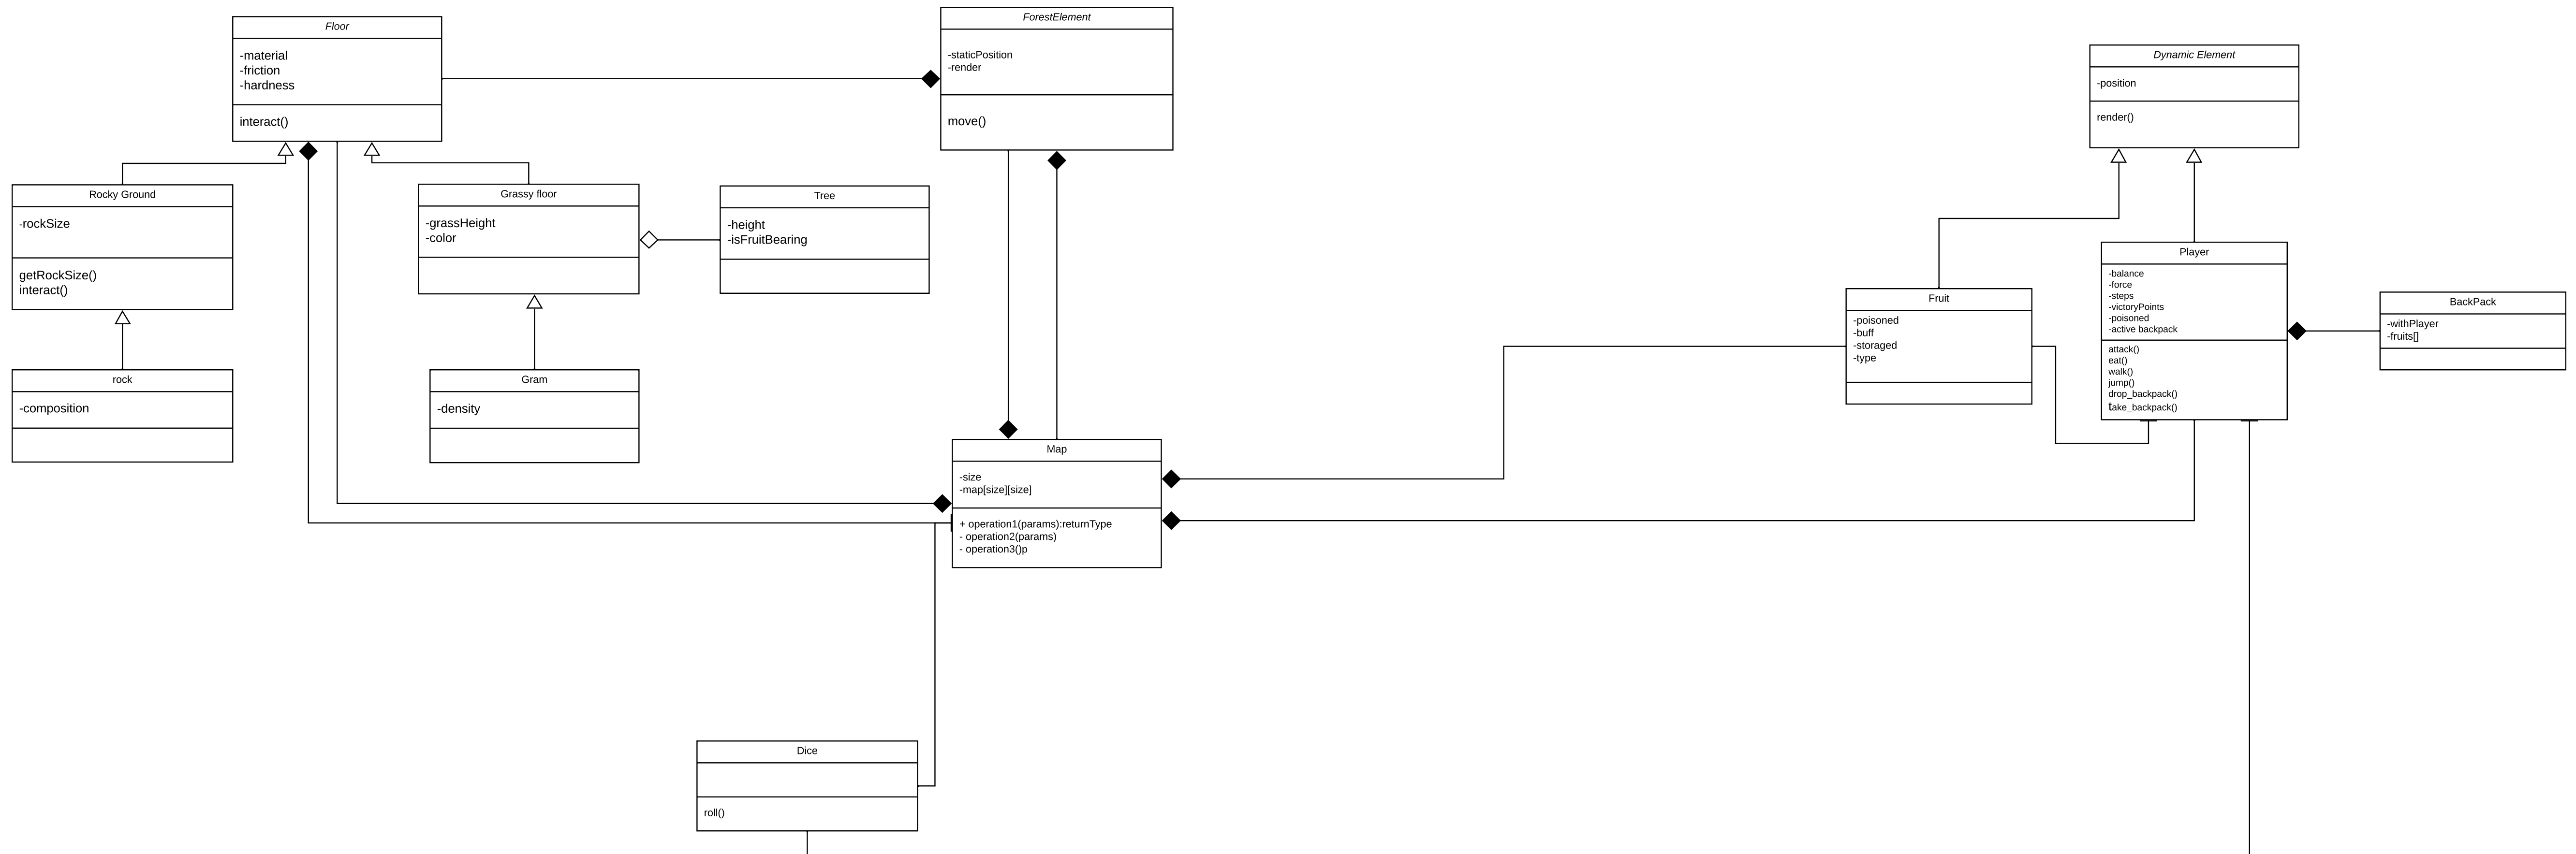 Floor
-material
-friction
-hardness
interact()
ForestElement
-staticPosition
-render
move()
Dynamic Element
-position
render()
Rocky Ground
-rockSize
getRockSize()
interact()
Grassy floor
-grassHeight
-color
Tree
-height
-isFruitBearing
Player
-balance
-force
-steps
-victoryPoints
-poisoned
-active backpack
attack()
eat()
walk()
jump()
drop_backpack()
take_backpack()
Fruit
-poisoned
-buff
-storaged
-type
BackPack
-withPlayer
-fruits[]
rock
-composition
Gram
-density
Map
-size
-map[size][size]
+ operation1(params):returnType
- operation2(params)
- operation3()p
Dice
roll()